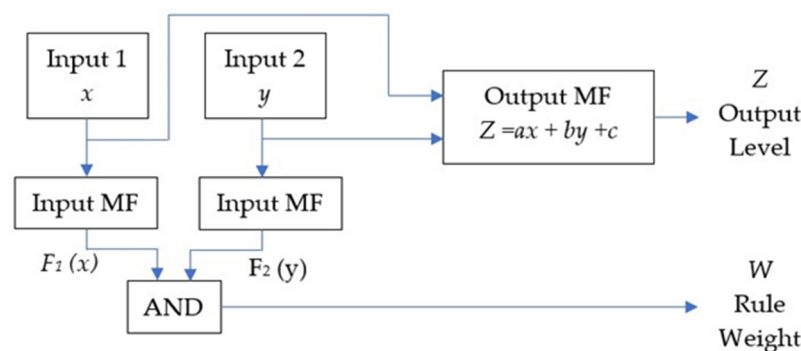 Input 1
x
Input 2
y
Output MF
Z =ax + by +c
Z
Output
Level
Input MF
Input MF
F₁ (x)
F₂ (y)
AND
W
Rule
Weight